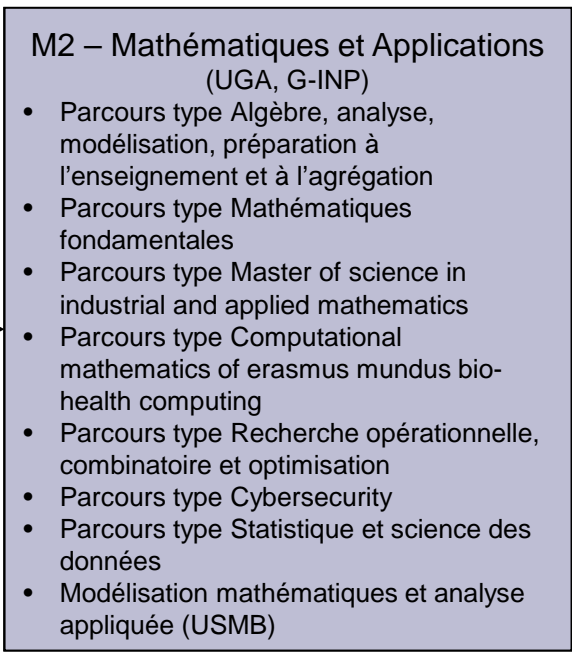 M2 – Mathématiques et Applications
(UGA, G-INP)
• Parcours type Algèbre, analyse,
modélisation, préparation à
l'enseignement et à l'agrégation
• Parcours type Mathématiques
fondamentales
• Parcours type Master of science in
industrial and applied mathematics
• Parcours type Computational
mathematics of erasmus mundus bio-
health computing
• Parcours type Recherche opérationnelle,
combinatoire et optimisation
• Parcours type Cybersecurity
• Parcours type Statistique et science des
données
• Modélisation mathématiques et analyse
appliquée (USMB)